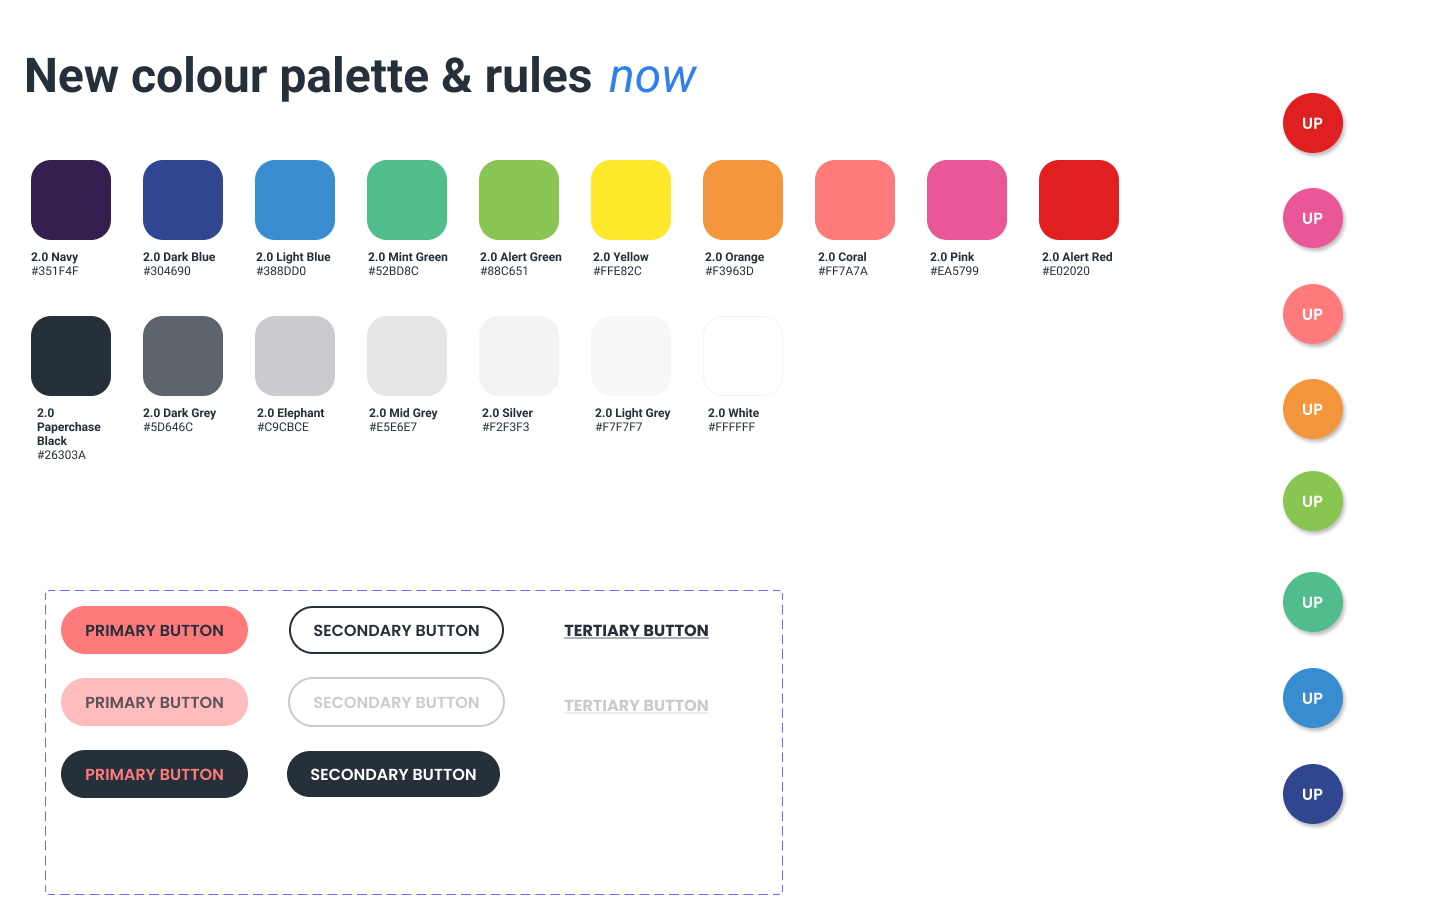 New colour palette & rules now
2.0 Navy
#351F4F
2.0 Dark Blue
#304690
2.0 Light Blue
#388DD0
2.0 Mint Green
#52BD8C
2.0 Alert Green
#88C651
2.0 Yellow
#FFE82C
2.0 Orange
#F3963D
2.0 Coral
#FF7A7A
2.0 Pink
#EA5799
2.0 Alert Red
#E02020
2.0
Paperchase
Black
#26303A
2.0 Dark Grey
#5D646C
2.0 Elephant
#C9CBCE
2.0 Mid Grey
#E5E6E7
2.0 Silver
#F2F3F3
2.0 Light Grey
#F7F7F7
2.0 White
#FFFFFF
PRIMARY BUTTON
SECONDARY BUTTON
TERTIARY BUTTON
PRIMARY BUTTON
SECONDARY BUTTON
TERTIARY BUTTON
PRIMARY BUTTON
SECONDARY BUTTON
UP
UP
UP
UP
UP
UP
UP
UP